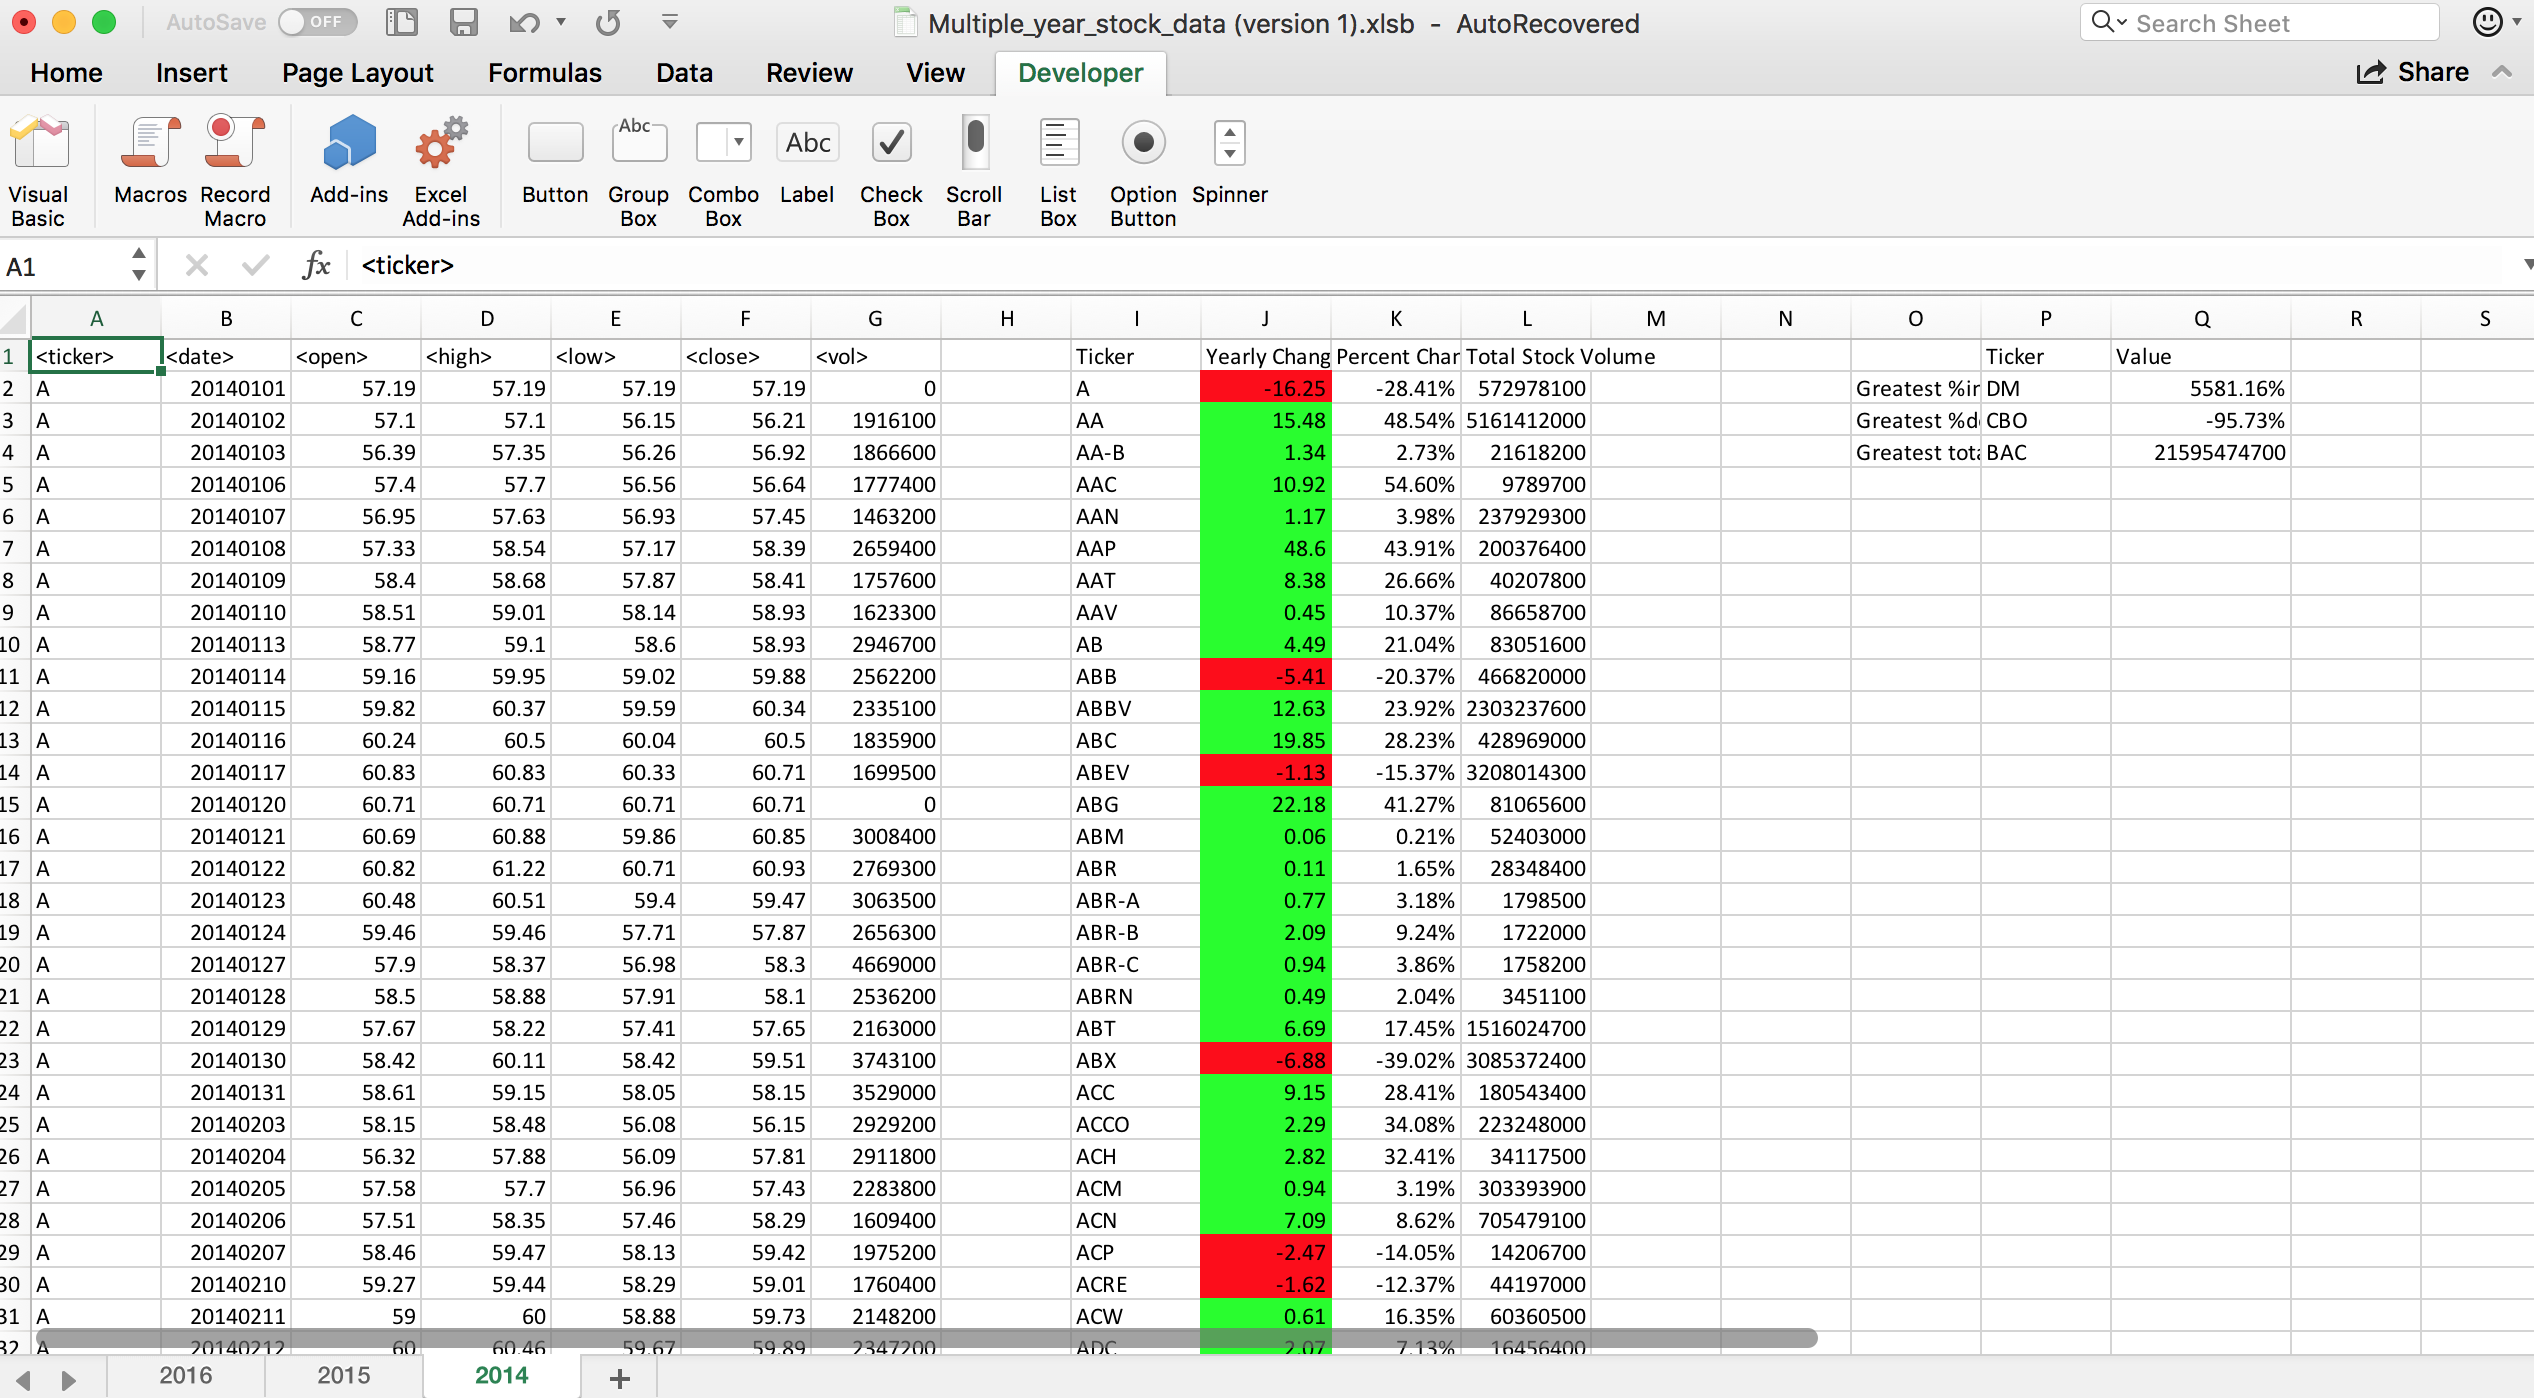 AutoSave OFF Multiple_year_stock_data (version 1).xlsb - AutoRecovered Search Sheet
Home Insert Page Layout Formulas Data Review View Developer Share
Visual Basic Macros Record Macro Add-ins Excel Add-ins Button Group Box Combo Box Label Check Box Scroll Bar List Box Option Button Spinner
Abc Abc
A1 fx <ticker>
A B C D E F G H I J K L M N O P Q R S
1 <ticker> <date> <open> <high> <low> <close> <vol> Ticker Yearly Chang Percent Char Total Stock Volume Ticker Value
2 A 20140101 57.19 57.19 57.19 57.19 0 A -16.25 -28.41% 572978100 Greatest %in DM 5581.16%
3 A 20140102 57.1 57.1 56.15 56.21 1916100 AA 15.48 48.54% 5161412000 Greatest %de CBO -95.73%
4 A 20140103 56.39 57.35 56.26 56.92 1866600 AA-B 1.34 2.73% 21618200 Greatest tota BAC 21595474700
5 A 20140106 57.4 57.7 56.56 56.64 1777400 AAC 10.92 54.60% 9789700
6 A 20140107 56.95 57.63 56.93 57.45 1463200 AAN 1.17 3.98% 237929300
7 A 20140108 57.33 58.54 57.17 58.39 2659400 AAP 48.6 43.91% 200376400
8 A 20140109 58.4 58.68 57.87 58.41 1757600 AAT 8.38 26.66% 40207800
9 A 20140110 58.51 59.01 58.14 58.93 1623300 AAV 0.45 10.37% 86658700
10 A 20140113 58.77 59.1 58.6 58.93 2946700 AB 4.49 21.04% 83051600
11 A 20140114 59.16 59.95 59.02 59.88 2562200 ABB -5.41 -20.37% 466820000
12 A 20140115 59.82 60.37 59.59 60.34 2335100 ABBV 12.63 23.92% 2303237600
13 A 20140116 60.24 60.5 60.04 60.5 1835900 ABC 19.85 28.23% 428969000
14 A 20140117 60.83 60.83 60.33 60.71 1699500 ABEV -1.13 -15.37% 3208014300
15 A 20140120 60.71 60.71 60.71 60.71 0 ABG 22.18 41.27% 81065600
16 A 20140121 60.69 60.88 59.86 60.85 3008400 ABM 0.06 0.21% 52403000
17 A 20140122 60.82 61.22 60.71 60.93 2769300 ABR 0.11 1.65% 28348400
18 A 20140123 60.48 60.51 59.4 59.47 3063500 ABR-A 0.77 3.18% 1798500
19 A 20140124 59.46 59.46 57.71 57.87 2656300 ABR-B 2.09 9.24% 1722000
20 A 20140127 57.9 58.37 56.98 58.3 4669000 ABR-C 0.94 3.86% 1758200
21 A 20140128 58.5 58.88 57.91 58.1 2536200 ABRN 0.49 2.04% 3451100
22 A 20140129 57.67 58.22 57.41 57.65 2163000 ABT 6.69 17.45% 1516024700
23 A 20140130 58.42 60.11 58.42 59.51 3743100 ABX -6.88 -39.02% 3085372400
24 A 20140131 58.61 59.15 58.05 58.15 3529000 ACC 9.15 28.41% 180543400
25 A 20140203 58.15 58.48 56.08 56.15 2929200 ACCO 2.29 34.08% 223248000
26 A 20140204 56.32 57.88 56.09 57.81 2911800 ACH 2.82 32.41% 34117500
27 A 20140205 57.58 57.7 56.96 57.43 2283800 ACM 0.94 3.19% 303393900
28 A 20140206 57.51 58.35 57.46 58.29 1609400 ACN 7.09 8.62% 705479100
29 A 20140207 58.46 59.47 58.13 59.42 1975200 ACP -2.47 -14.05% 14206700
30 A 20140210 59.27 59.44 58.29 59.01 1760400 ACRE -1.62 -12.37% 44197000
31 A 20140211 59 60 58.88 59.73 2148200 ACW 0.61 16.35% 60360500
32 A 20140212 60 60.46 59.67 59.89 2347200 ADC 2.07 7.13% 16456400
2016 2015 2014 +